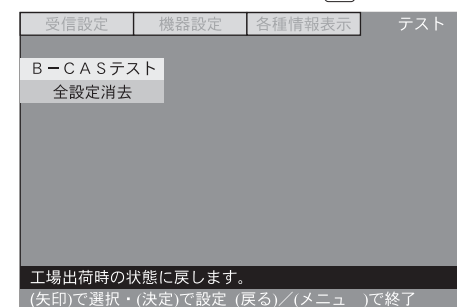 受信設定 機器設定 各種情報表示 テスト
B-CASテスト
全設定消去
工場出荷時の状態に戻します。
(矢印)で選択・(決定)で設定 (戻る)/(メニュ )で終了